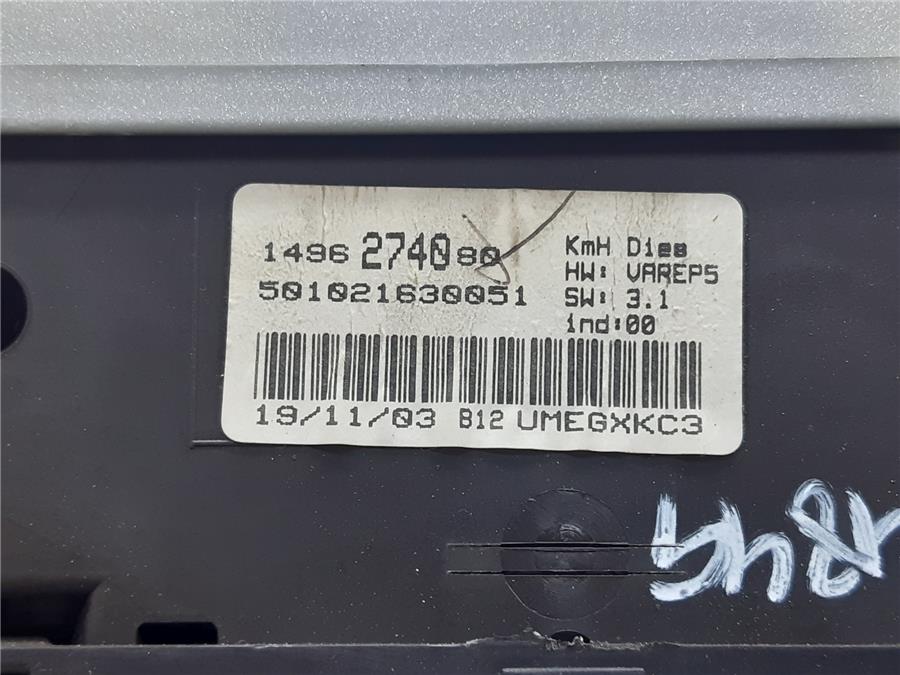 1496 2740 80
501021630051
KmH Dies
HW: VAREP5
SW: 3.1
ind:00
19/11/03 B12 UMEGXKC3